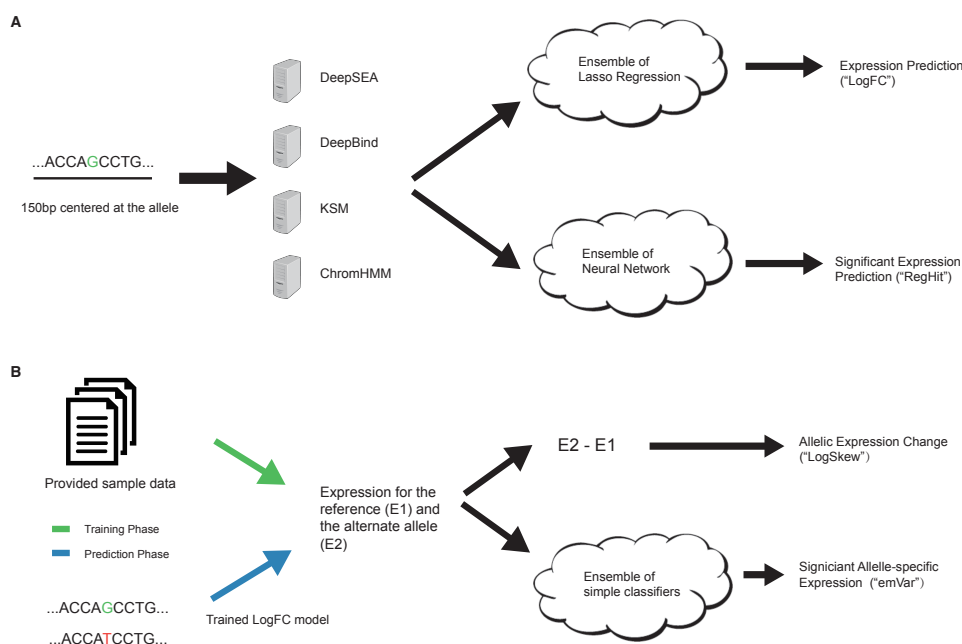 A
...ACCAGCCTG...
150bp centered at the allele
DeepSEA
DeepBind
KSM
ChromHMM
Ensemble of
Lasso Regression
Expression Prediction
(“LogFC”)
Ensemble of
Neural Network
Significant Expression
Prediction (“RegHit”)
B
Provided sample data
Training Phase
Prediction Phase
...ACCAGCCTG...
...ACCATCCTG...
Trained LogFC model
Expression for the
reference (E1) and
the alternate allele
(E2)
E2 - E1
Allelic Expression Change
(“LogSkew”)
Ensemble of
simple classifiers
Signiciant Allelle-specific
Expression (“emVar”)